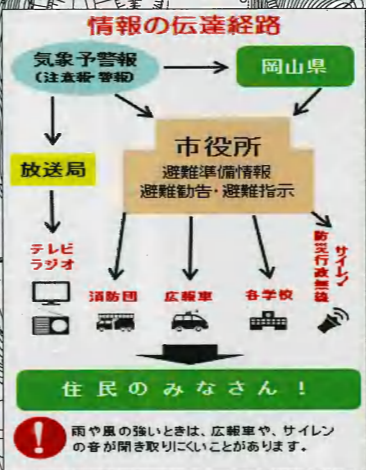 情報の伝達経路
気象予警報
(注意報・警報)
岡山県
放送局
市役所
避難準備情報
避難勧告・避難指示
テレビ
ラジオ
消防団
広報車
各学校
サイレン
防災行政無線
住民のみなさん！
雨や風の強いときは、広報車や、サイレン
の音が聞き取りにくいことがあります。